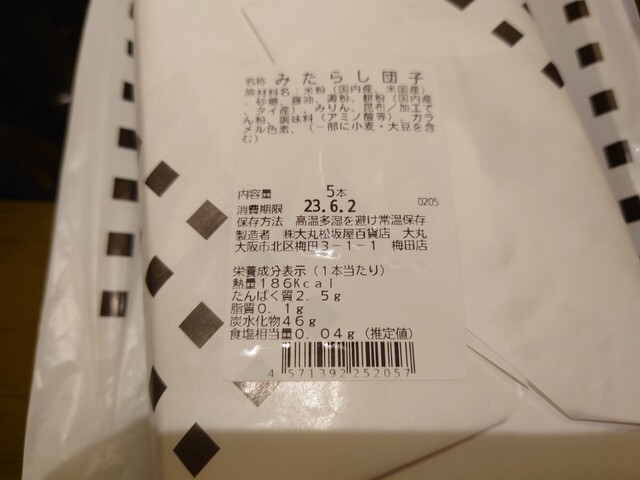 名称 みたらし団子
原材料名：米粉（国内産、米国産）
、砂糖、醤油、澱粉、餅粉（国内産
、タイ産）、みりん、昆布／加工で
ん粉、調味料（アミノ酸等）、カラ
メル色素、（一部に小麦・大豆を含
む）
内容量 5本
消費期限 23.6.2 0205
保存方法 高温多湿を避け常温保存
製造者 ㈱大丸松坂屋百貨店 大丸
大阪市北区梅田3－1－1 梅田店
栄養成分表示（1本当たり）
熱量186Kcal
たんぱく質2.5g
脂質0.1g
炭水化物46g
食塩相当量0.04g（推定値）
4 571392 252057